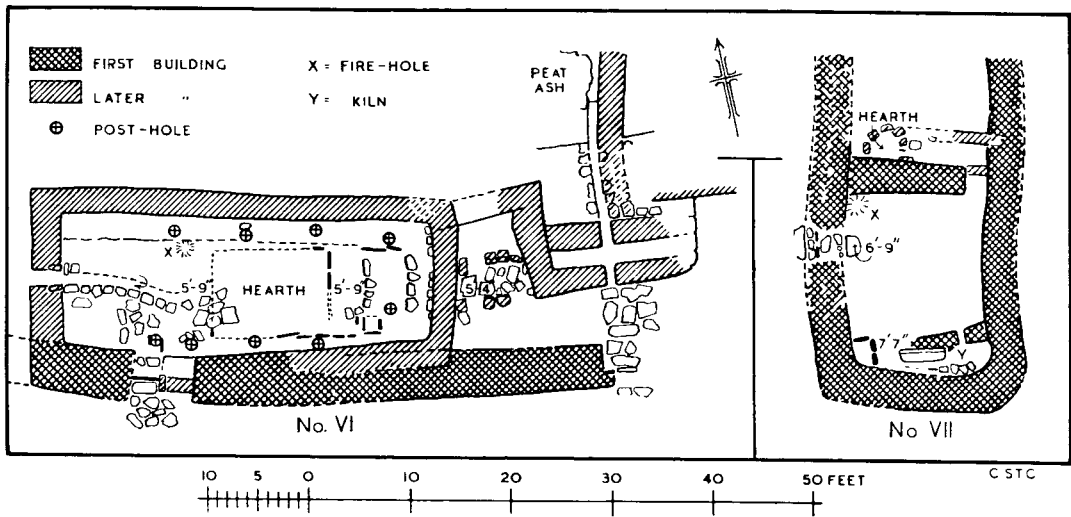 FIRST BUILDING
LATER "
POST-HOLE
X = FIRE-HOLE
Y = KILN
PEAT
ASH
HEARTH
X
6'-9"
7'7"
Y
No VII
X
5'-9"
HEARTH
5'-9"
5
4
No. VI
10 5 0 10 20 30 40 50 FEET
C STC